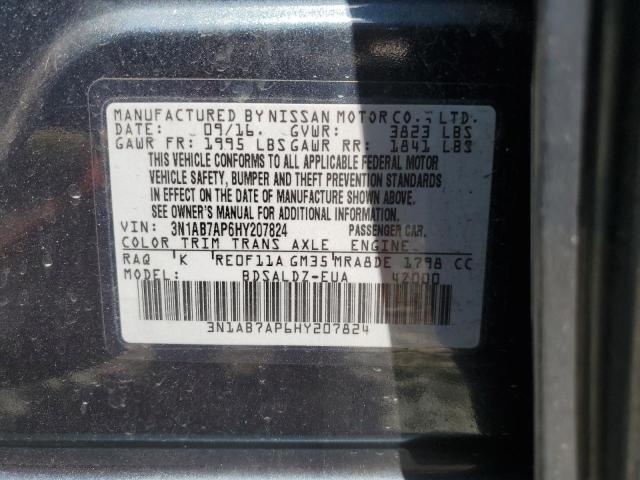 MANUFACTURED BY NISSAN MOTOR CO., LTD.
DATE: 09/16. GVWR: 3823 LBS
GAWR FR: 1995 LBS GAWR RR: 1841 LBS
THIS VEHICLE CONFORMS TO ALL APPLICABLE FEDERAL MOTOR
VEHICLE SAFETY, BUMPER AND THEFT PREVENTION STANDARDS
IN EFFECT ON THE DATE OF MANUFACTURE SHOWN ABOVE.
SEE OWNER'S MANUAL FOR ADDITIONAL INFORMATION.
VIN: 3N1AB7AP6HY207824 PASSENGER CAR.
COLOR TRIM TRANS AXLE ENGINE
RAQ K RE0F11A GM35 MRA8DE 1798 CC
MODEL: BDSALDZ-EUA 42000
3N1AB7AP6HY207824